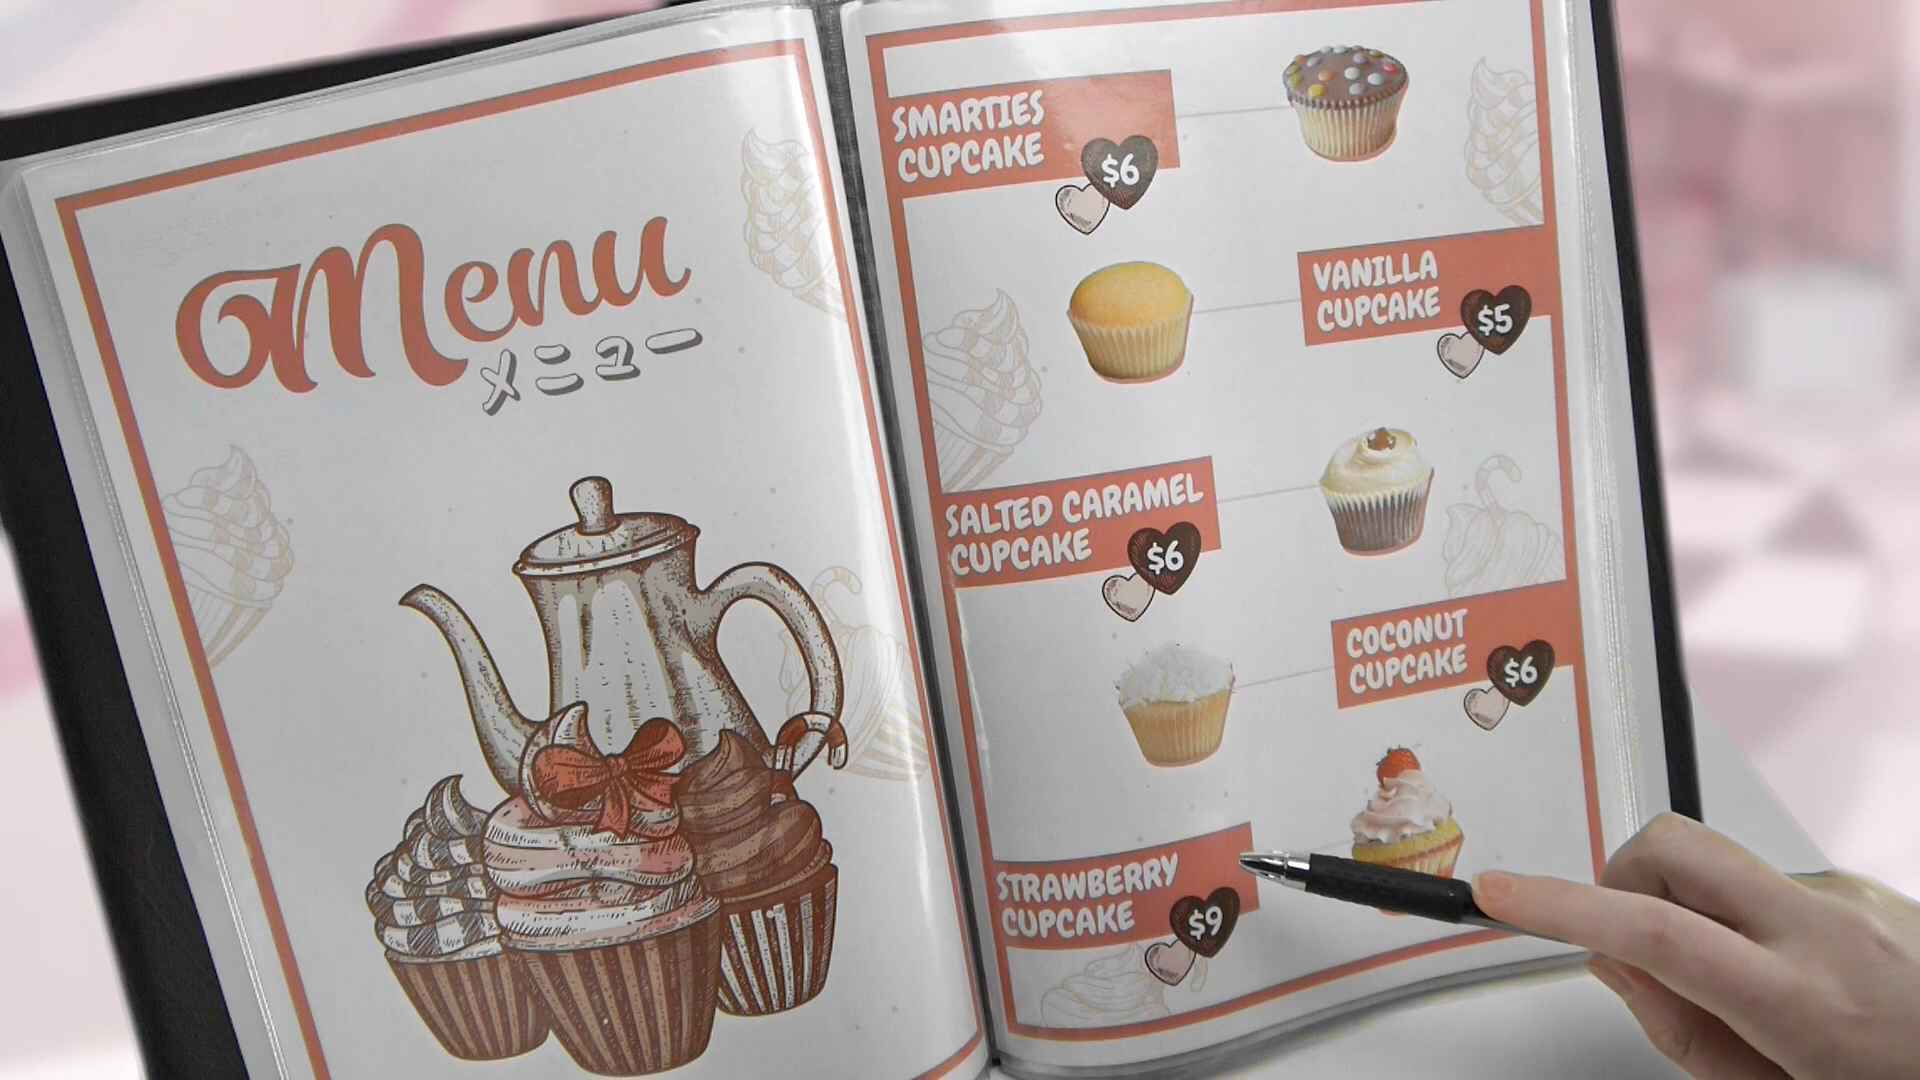 Menu
メニュー
SMARTIES
CUPCAKE
$6
VANILLA
CUPCAKE
$5
SALTED CARAMEL
CUPCAKE
$6
COCONUT
CUPCAKE
$6
STRAWBERRY
CUPCAKE
$9